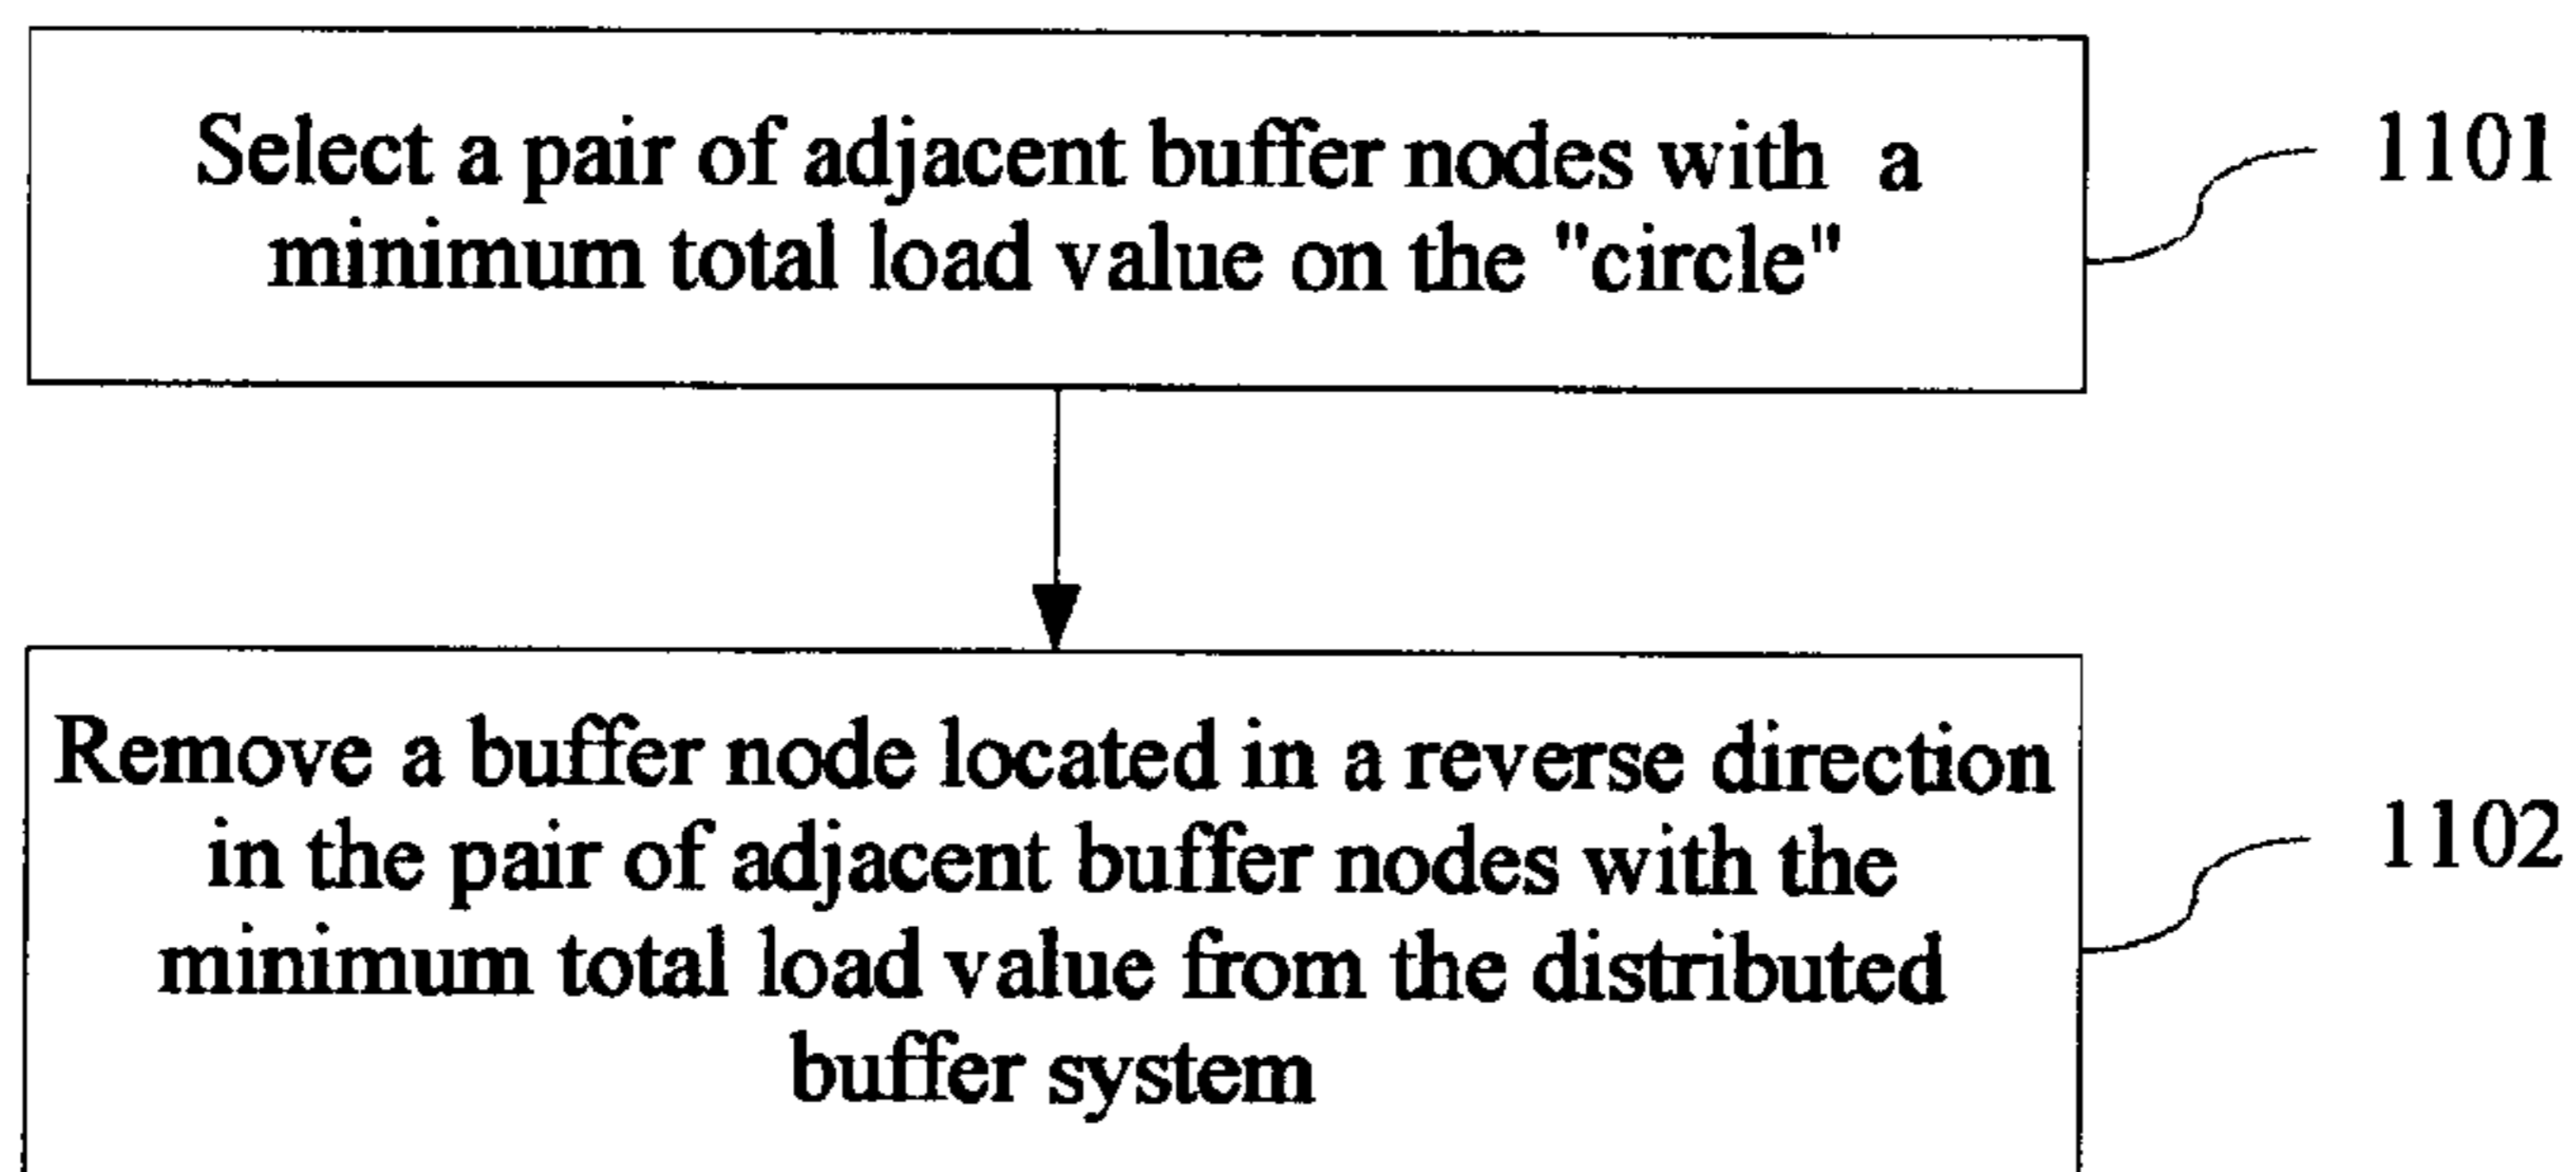 Select a pair of adjacent buffer nodes with a
minimum total load value on the "circle"
1101
Remove a buffer node located in a reverse direction
in the pair of adjacent buffer nodes with the
minimum total load value from the distributed
buffer system
1102